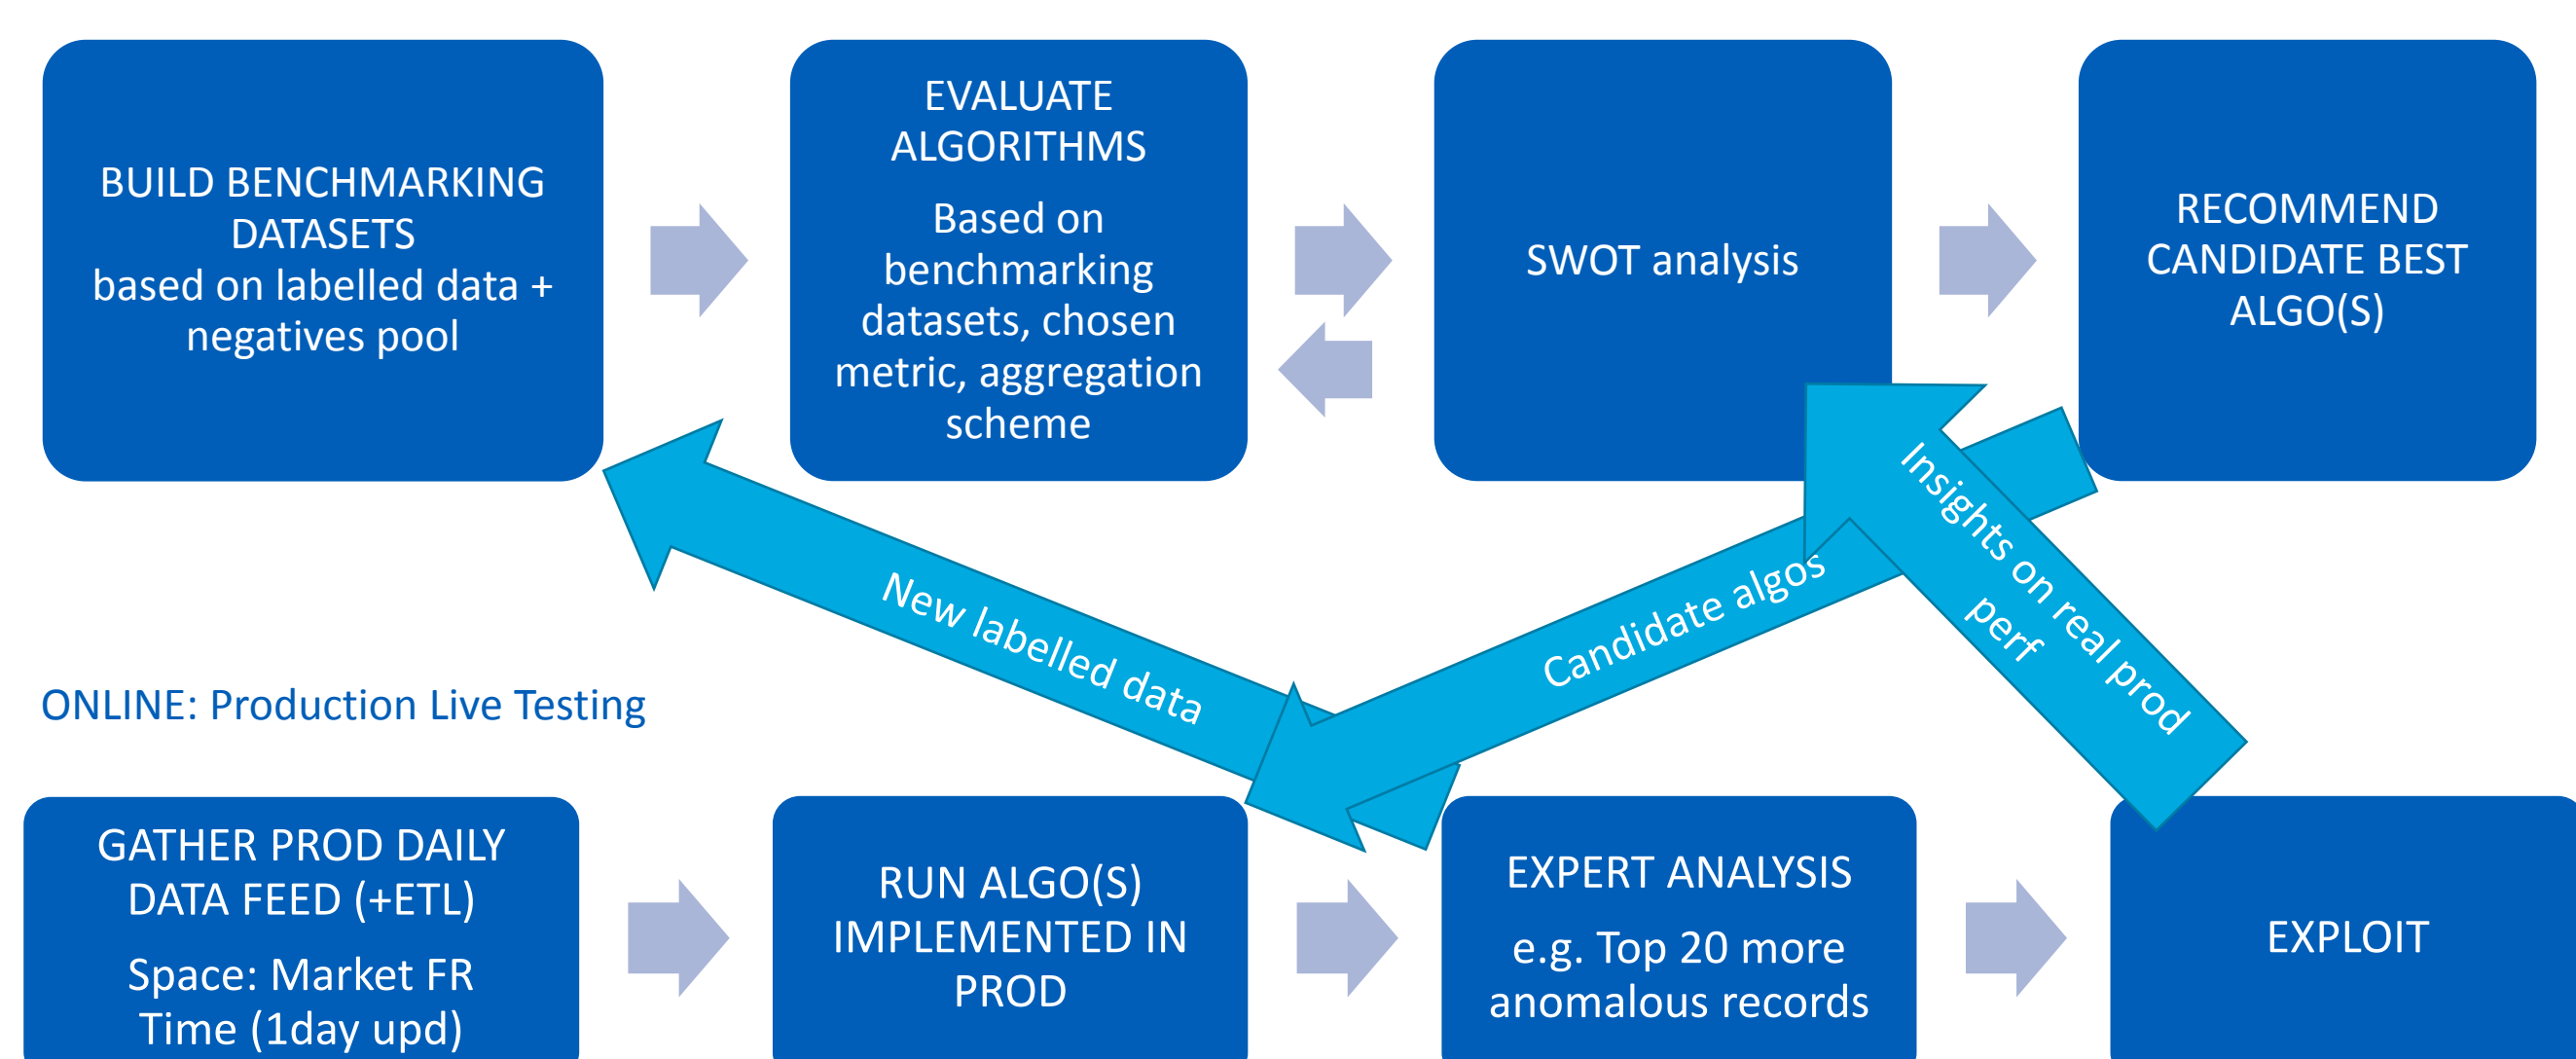 BUILD BENCHMARKING
DATASETS
based on labelled data +
negatives pool
EVALUATE
ALGORITHMS
Based on
benchmarking
datasets, chosen
metric, aggregation
scheme
SWOT analysis
RECOMMEND
CANDIDATE BEST
ALGO(S)
New labelled data
Candidate algos
Insights on real prod
perf
ONLINE: Production Live Testing
GATHER PROD DAILY
DATA FEED (+ETL)
Space: Market FR
Time (1day upd)
RUN ALGO(S)
IMPLEMENTED IN
PROD
EXPERT ANALYSIS
e.g. Top 20 more
anomalous records
EXPLOIT